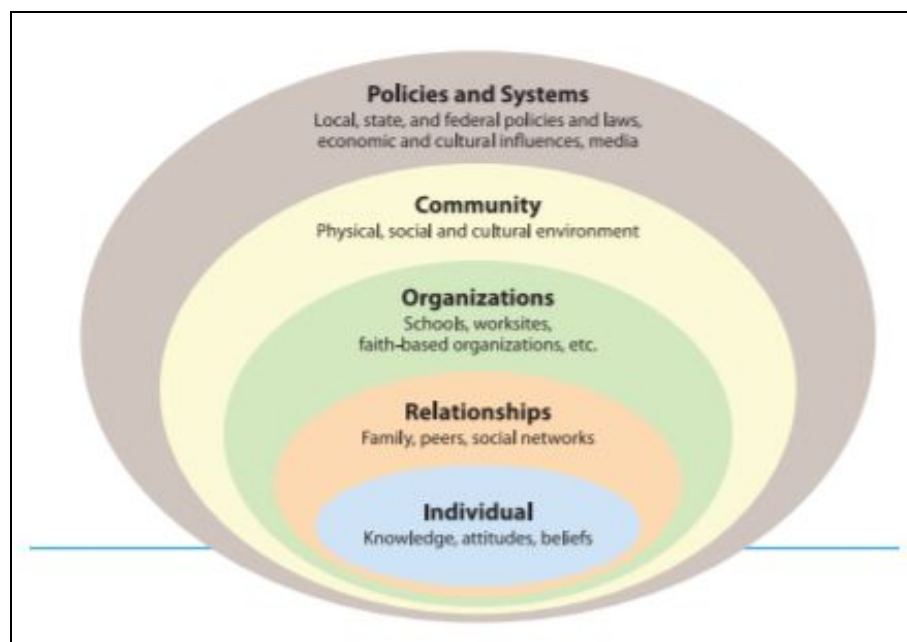 Policies and Systems
Local, state, and federal policies and laws,
economic and cultural influences, media
Community
Physical, social and cultural environment
Organizations
Schools, worksites,
faith-based organizations, etc.
Relationships
Family, peers, social networks
Individual
Knowledge, attitudes, beliefs